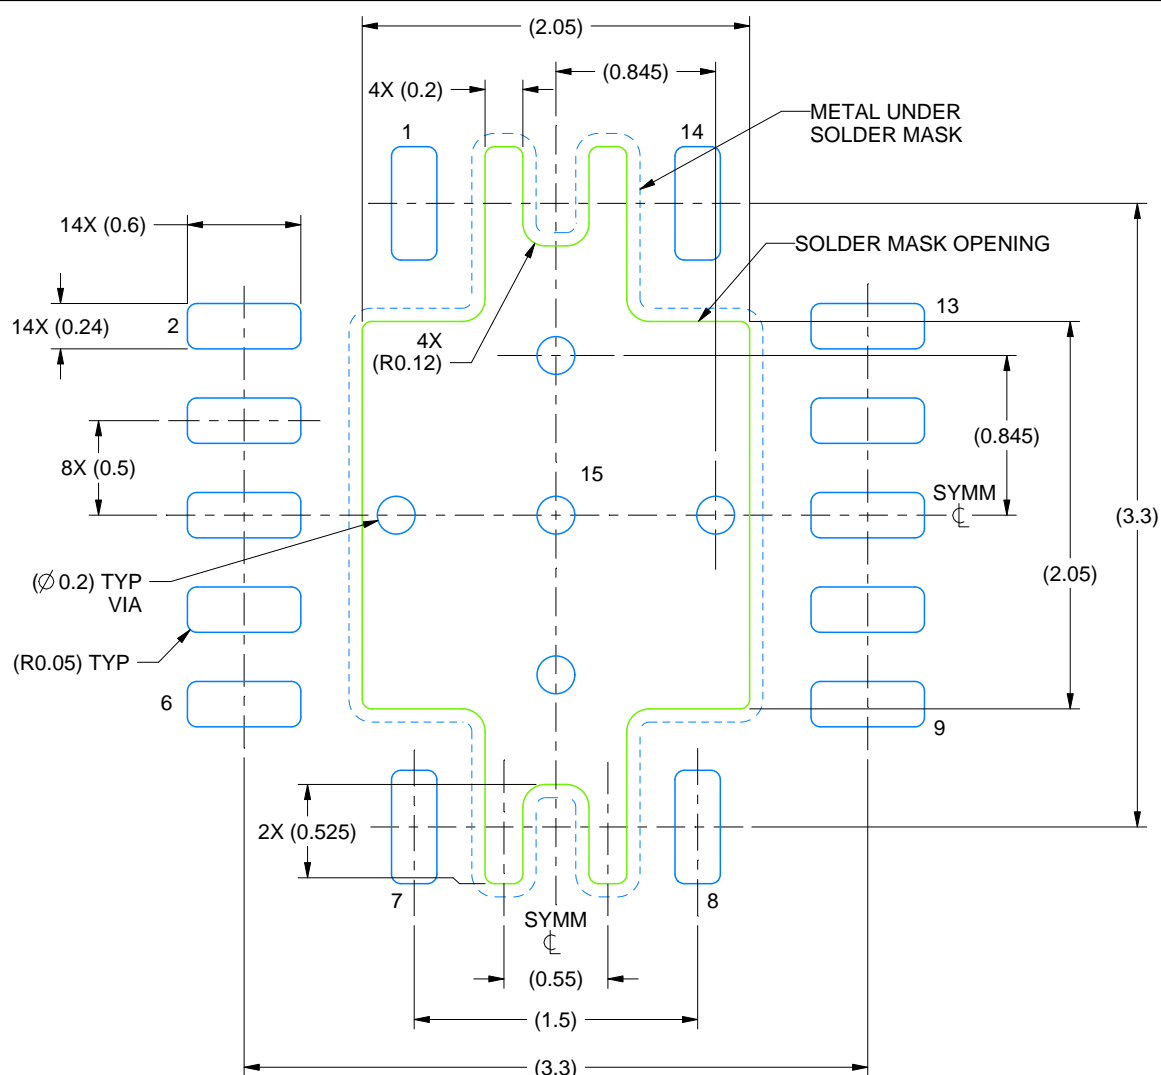 (2.05)
(0.845)
4X (0.2)
METAL UNDER
SOLDER MASK
1
14
14X (0.6)
SOLDER MASK OPENING
13
14X (0.24)
2
4X
(R0.12)
(0.845)
8X (0.5)
15
SYMM
℄
(3.3)
(Ø0.2) TYP
VIA
(2.05)
(R0.05) TYP
6
9
2X (0.525)
7
8
SYMM
℄
(0.55)
(1.5)
(3.3)